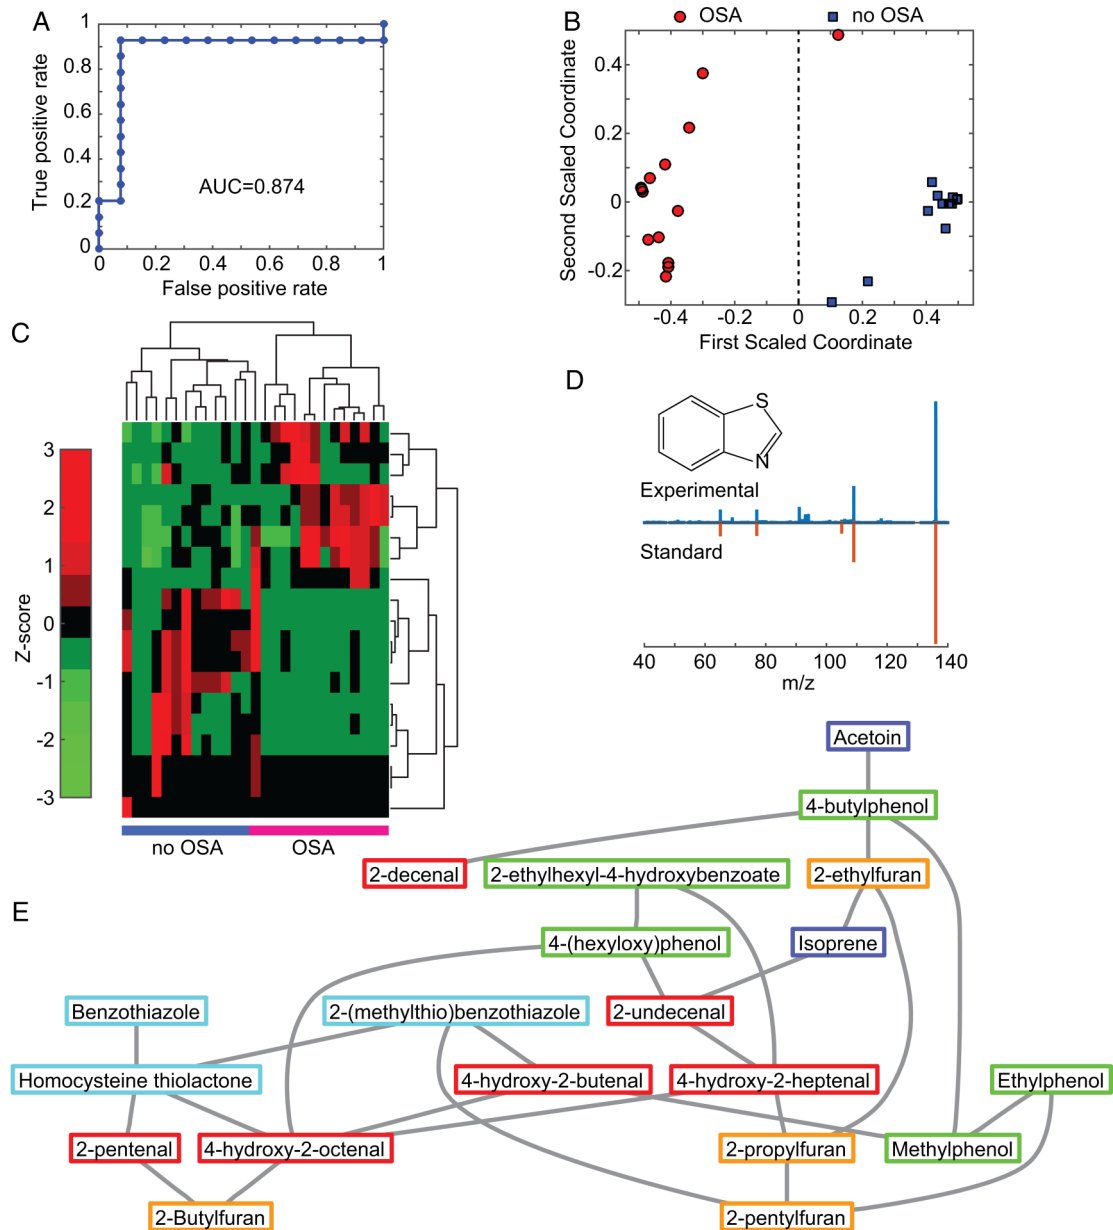 A
1
0.8
0.6
0.4
0.2
0
True positive rate
AUC=0.874
0 0.2 0.4 0.6 0.8 1
False positive rate
B
OSA no OSA
0.4
0.2
0
-0.2
Second Scaled Coordinate
-0.4 -0.2 0 0.2 0.4
First Scaled Coordinate
C
3
2
1
0
-1
-2
-3
Z-score
no OSA OSA
D
S
N
Experimental
Standard
40 60 80 100 120 140
m/z
E
Acetoin
4-butylphenol
2-decenal 2-ethylhexyl-4-hydroxybenzoate 2-ethylfuran
4-(hexyloxy)phenol Isoprene
Benzothiazole 2-(methylthio)benzothiazole 2-undecenal
Homocysteine thiolactone 4-hydroxy-2-butenal 4-hydroxy-2-heptenal Ethylphenol
2-pentenal 4-hydroxy-2-octenal 2-propylfuran Methylphenol
2-Butylfuran 2-pentylfuran